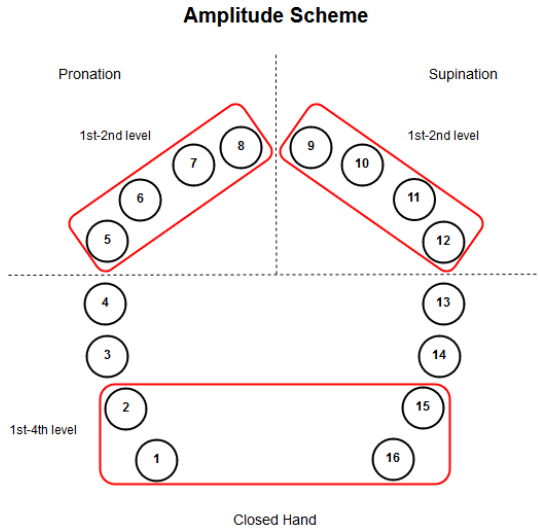 Amplitude Scheme
Pronation
Supination
1st-2nd level
1st-2nd level
8
9
7
10
6
11
5
12
4
13
3
14
2
15
1st-4th level
1
16
Closed Hand